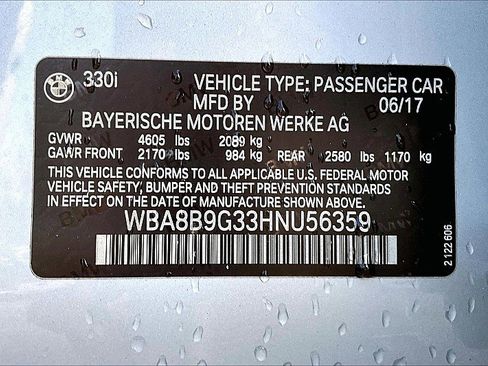 330i VEHICLE TYPE: PASSENGER CAR
MFD BY 06/17
BAYERISCHE MOTOREN WERKE AG
GVWR 4605 lbs 2089 kg
GAWR FRONT 2170 lbs 984 kg REAR 2580 lbs 1170 kg
THIS VEHICLE CONFORMS TO ALL APPLICABLE U.S. FEDERAL MOTOR
VEHICLE SAFETY, BUMPER AND THEFT PREVENTION STANDARDS
IN EFFECT ON THE DATE OF MANUFACTURE SHOWN ABOVE.
WBA8B9G33HNU56359
2 122 606